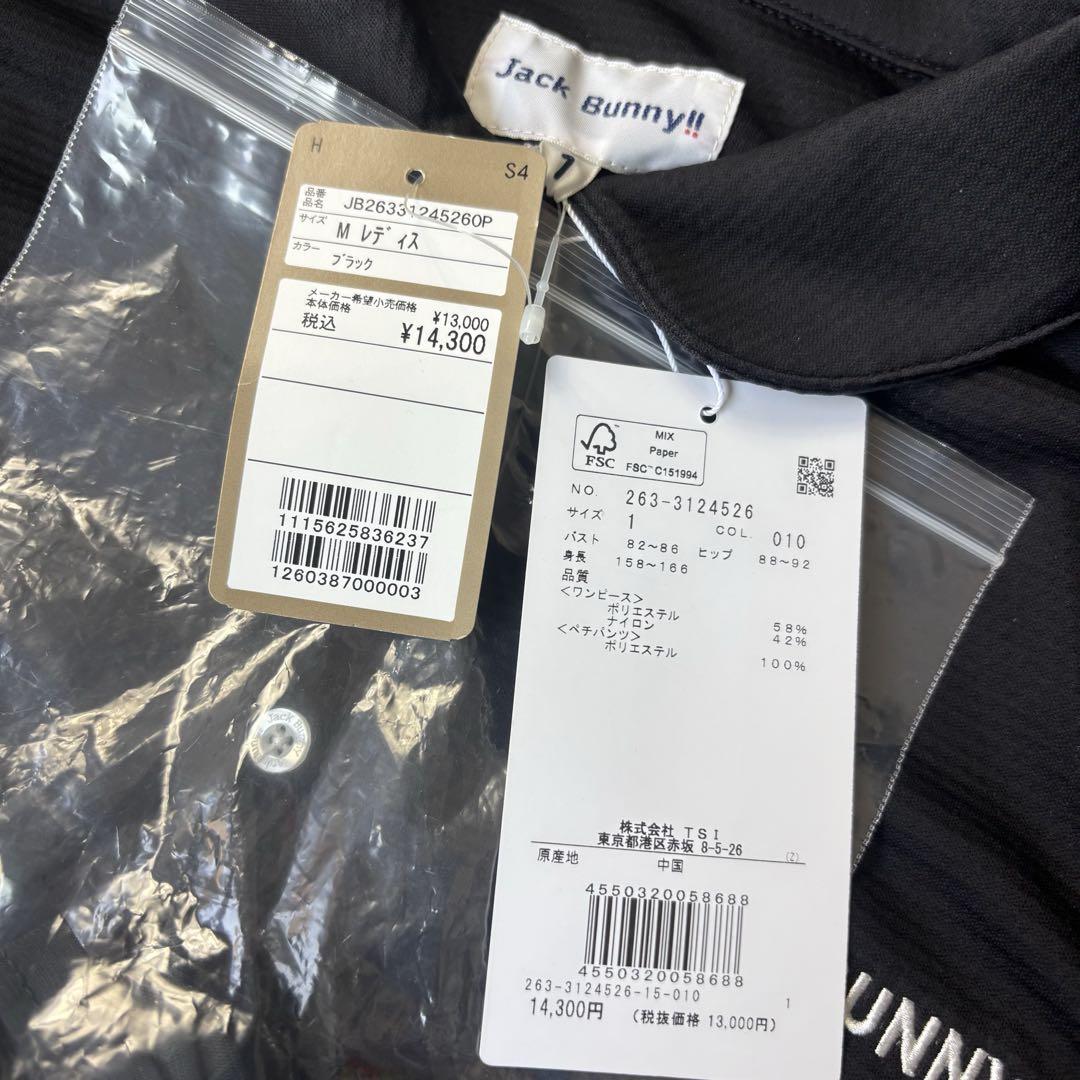 Jack Bunny!!
1
H
S4
品番
品名 JB26331245260P
サイズ M レディス
カラー ブラック
メーカー希望小売価格
本体価格 ¥13,000
税込 ¥14,300
1115625836237
1260387000003
FSC
MIX
Paper
FSC™ C151994
NO. 263-3124526
サイズ 1 COL. 010
バスト 82～86 ヒップ 88～92
身長 158～166
品質
<ワンピース>
ポリエステル 58%
ナイロン 42%
<ペチパンツ>
ポリエステル 100%
株式会社 TSI
東京都港区赤坂 8-5-26 (Z)
原産地 中国
4550320058688
4550320058688
263-3124526-15-010 1
14,300円 (税抜価格 13,000円)
Jack Bunny
UNNY